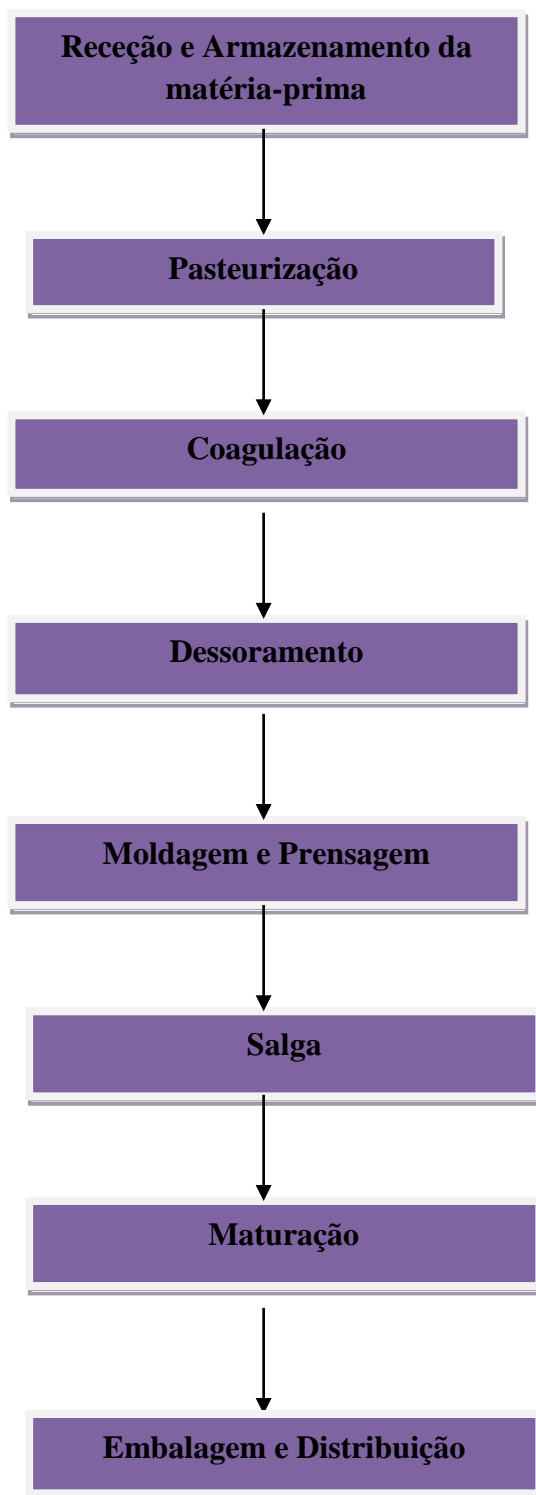 Receção e Armazenamento da
matéria-prima
Pasteurização
Coagulação
Dessoramento
Moldagem e Prensagem
Salga
Maturação
Embalagem e Distribuição